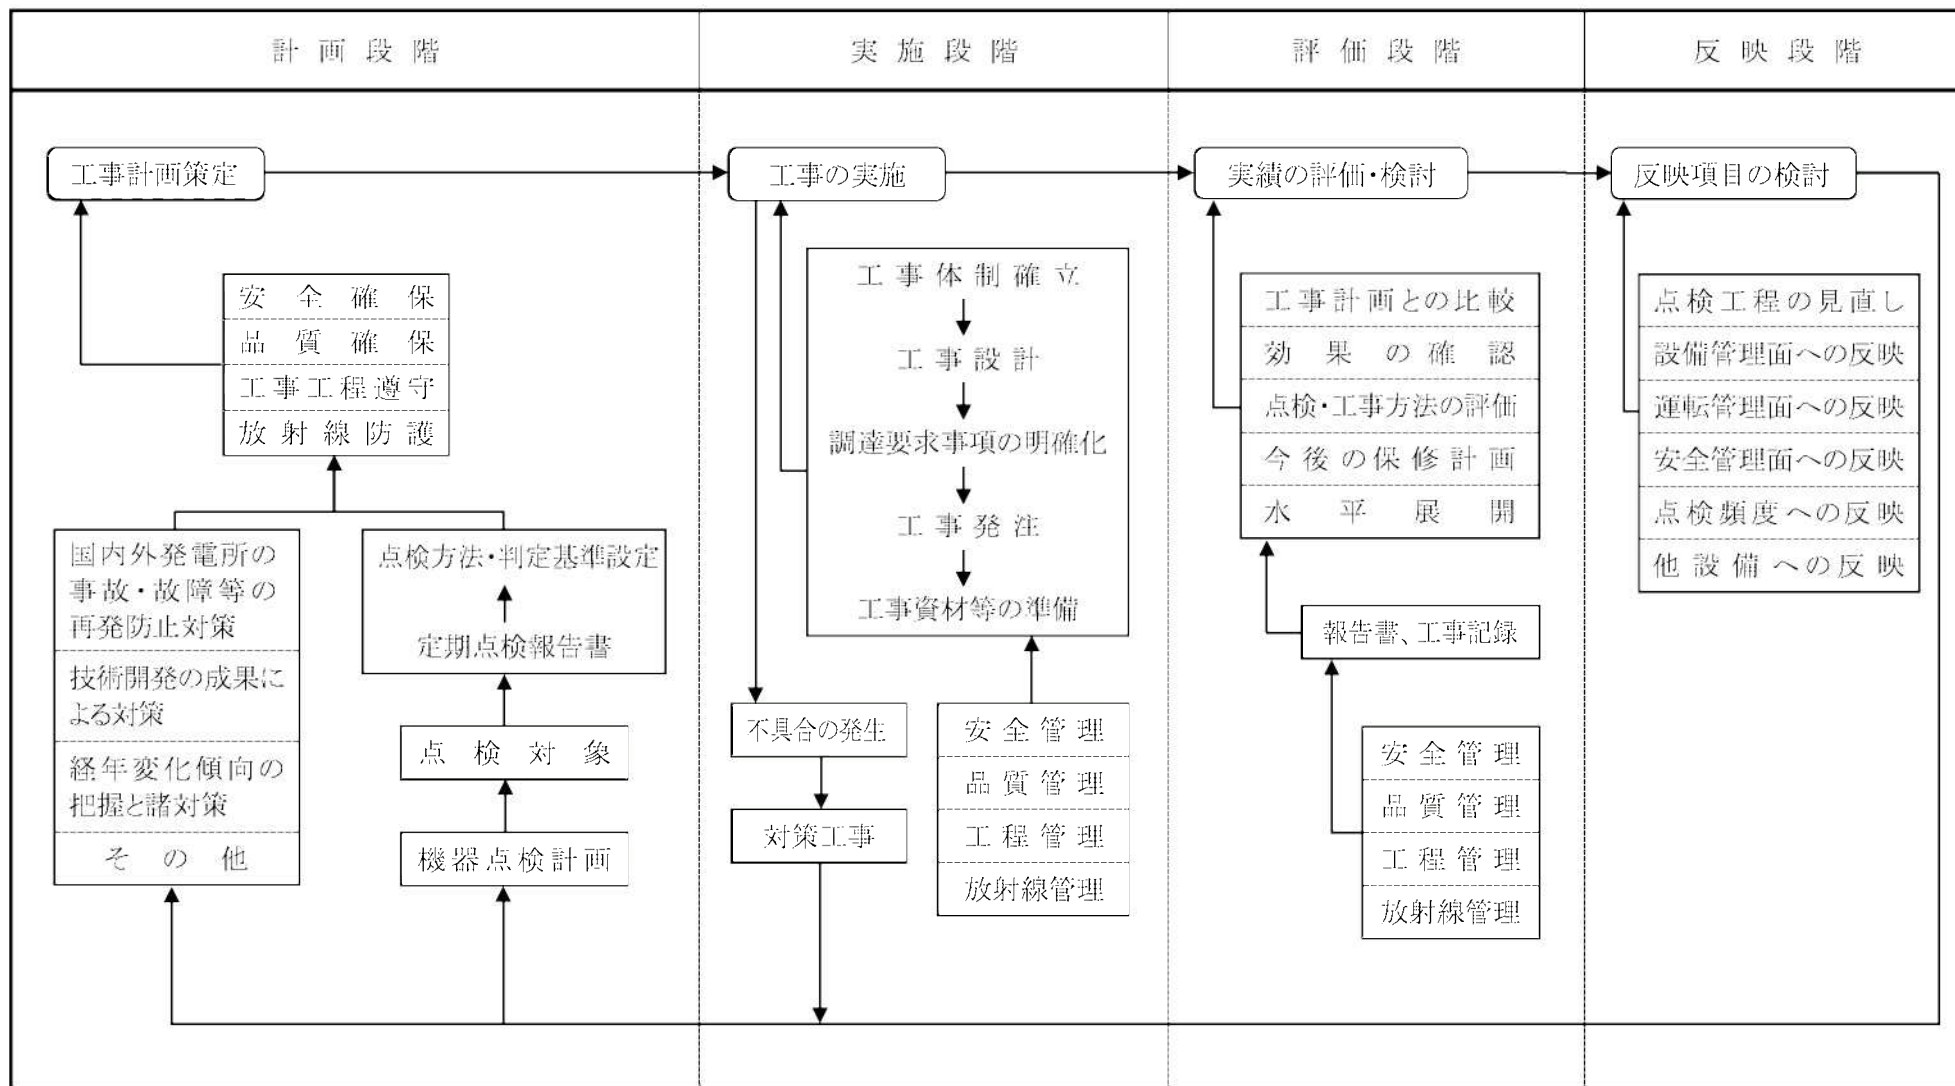 計画段階
実施段階
評価段階
反映段階
工事計画策定
工事の実施
実績の評価・検討
反映項目の検討
安全確保
品質確保
工事工程遵守
放射線防護
国内外発電所の
事故・故障等の
再発防止対策
技術開発の成果に
よる対策
経年変化傾向の
把握と諸対策
その他
点検方法・判定基準設定
定期点検報告書
点検対象
機器点検計画
工事体制確立
工事設計
調達要求事項の明確化
工事発注
工事資材等の準備
不具合の発生
対策工事
安全管理
品質管理
工程管理
放射線管理
工事計画との比較
効果の確認
点検・工事方法の評価
今後の保修計画
水平展開
報告書、工事記録
安全管理
品質管理
工程管理
放射線管理
点検工程の見直し
設備管理面への反映
運転管理面への反映
安全管理面への反映
点検頻度への反映
他設備への反映